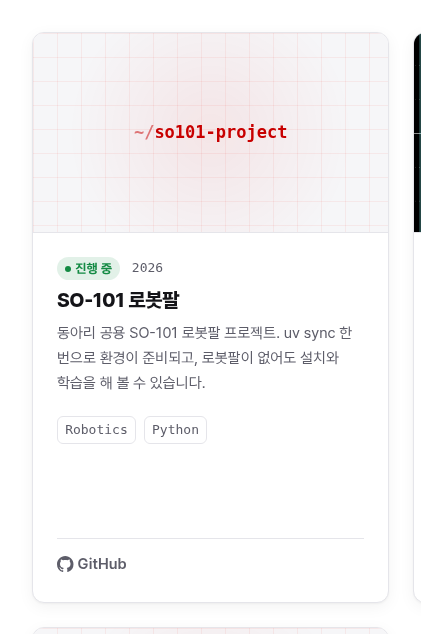 ~/so101-project
진행 중 2026
SO-101 로봇팔
동아리 공용 SO-101 로봇팔 프로젝트. uv sync 한
번으로 환경이 준비되고, 로봇팔이 없어도 설치와
학습을 해 볼 수 있습니다.
Robotics Python
GitHub